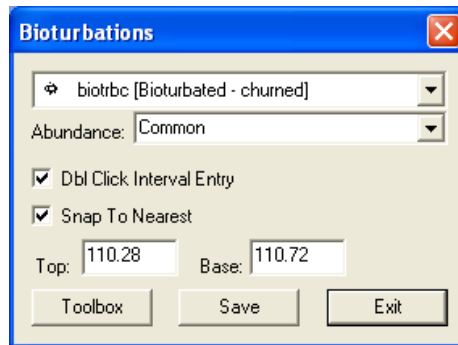 Bioturbations
biotrbc [Bioturbated - churned]
Abundance: Common
Dbl Click Interval Entry
Snap To Nearest
Top: 110.28 Base: 110.72
Toolbox Save Exit